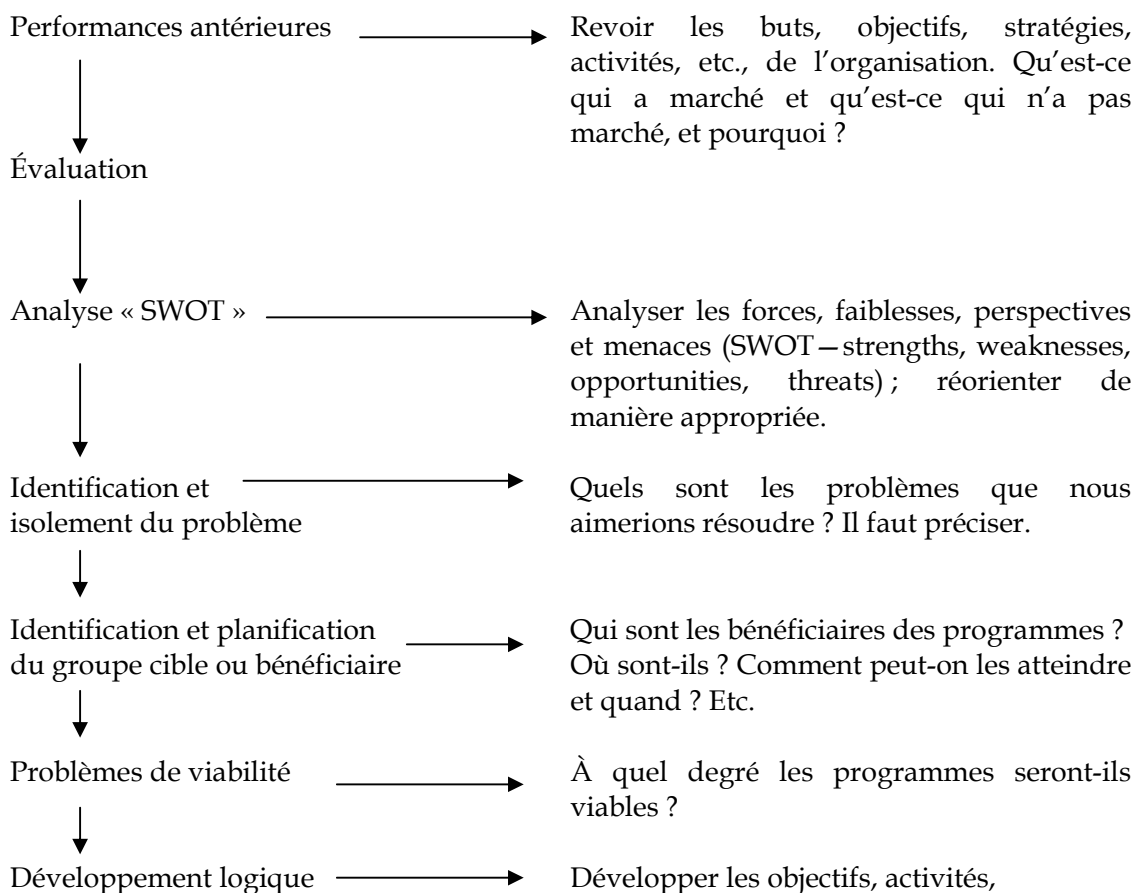 Performances antérieures
Revoir les buts, objectifs, stratégies,
activités, etc., de l’organisation. Qu’est-ce
qui a marché et qu’est-ce qui n’a pas
marché, et pourquoi ?
Évaluation
Analyse « SWOT »
Analyser les forces, faiblesses, perspectives
et menaces (SWOT—strengths, weaknesses,
opportunities, threats) ; réorienter de
manière appropriée.
Identification et
isolement du problème
Quels sont les problèmes que nous
aimerions résoudre ? Il faut préciser.
Identification et planification
du groupe cible ou bénéficiaire
Qui sont les bénéficiaires des programmes ?
Où sont-ils ? Comment peut-on les atteindre
et quand ? Etc.
Problèmes de viabilité
À quel degré les programmes seront-ils
viables ?
Développement logique
Développer les objectifs, activités,